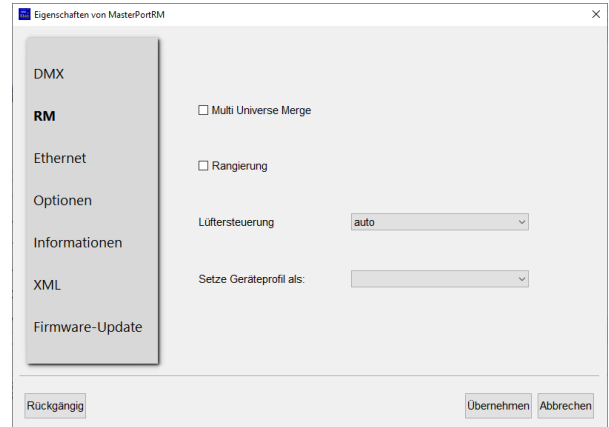 Eigenschaften von MasterPortRM
DMX
RM
Ethernet
Optionen
Informationen
XML
Firmware-Update
Multi Universe Merge
Rangierung
Lüftersteuerung auto
Setze Geräteprofil als:
Rückgängig Übernehmen Abbrechen